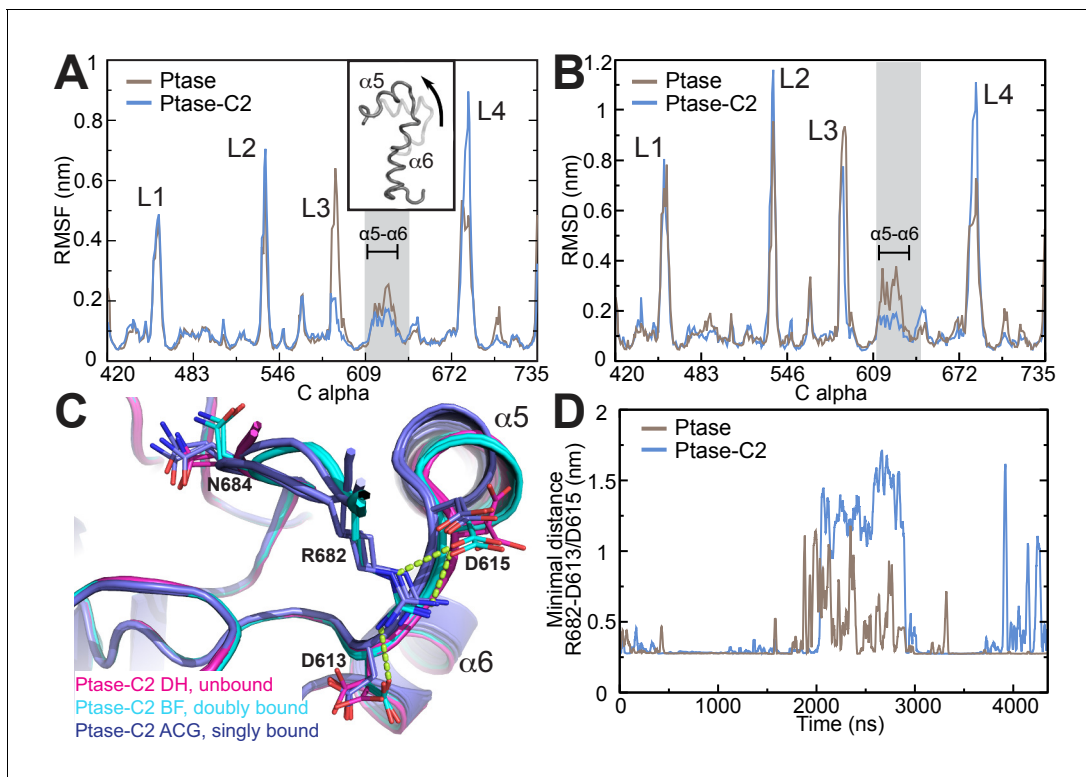 A
Ptase
Ptase-C2
α5
α6
L1
L2
L3
L4
α5-α6
RMSF (nm)
1
0.8
0.6
0.4
0.2
0
420 483 546 609 672 735
C alpha
B
Ptase
Ptase-C2
L1
L2
L3
L4
α5-α6
RMSD (nm)
1.2
1
0.8
0.6
0.4
0.2
0
420 483 546 609 672 735
C alpha
C
α5
N684
R682
D615
D613
α6
Ptase-C2 DH, unbound
Ptase-C2 BF, doubly bound
Ptase-C2 ACG, singly bound
D
Ptase
Ptase-C2
Minimal distance
R682-D613/D615 (nm)
2
1.5
1
0.5
0
0 1000 2000 3000 4000
Time (ns)